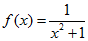 f(x) = 1/(x² + 1)